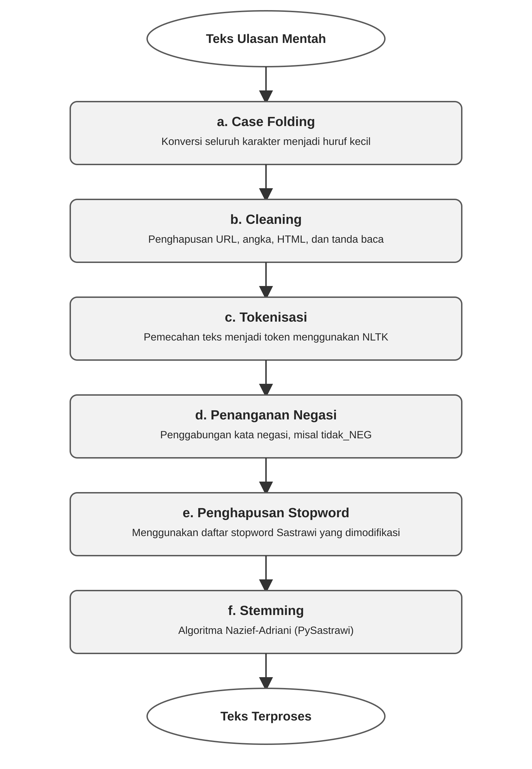 Teks Ulasan Mentah
a. Case Folding
Konversi seluruh karakter menjadi huruf kecil
b. Cleaning
Penghapusan URL, angka, HTML, dan tanda baca
c. Tokenisasi
Pemecahan teks menjadi token menggunakan NLTK
d. Penanganan Negasi
Penggabungan kata negasi, misal tidak_NEG
e. Penghapusan Stopword
Menggunakan daftar stopword Sastrawi yang dimodifikasi
f. Stemming
Algoritma Nazief-Adriani (PySastrawi)
Teks Terproses